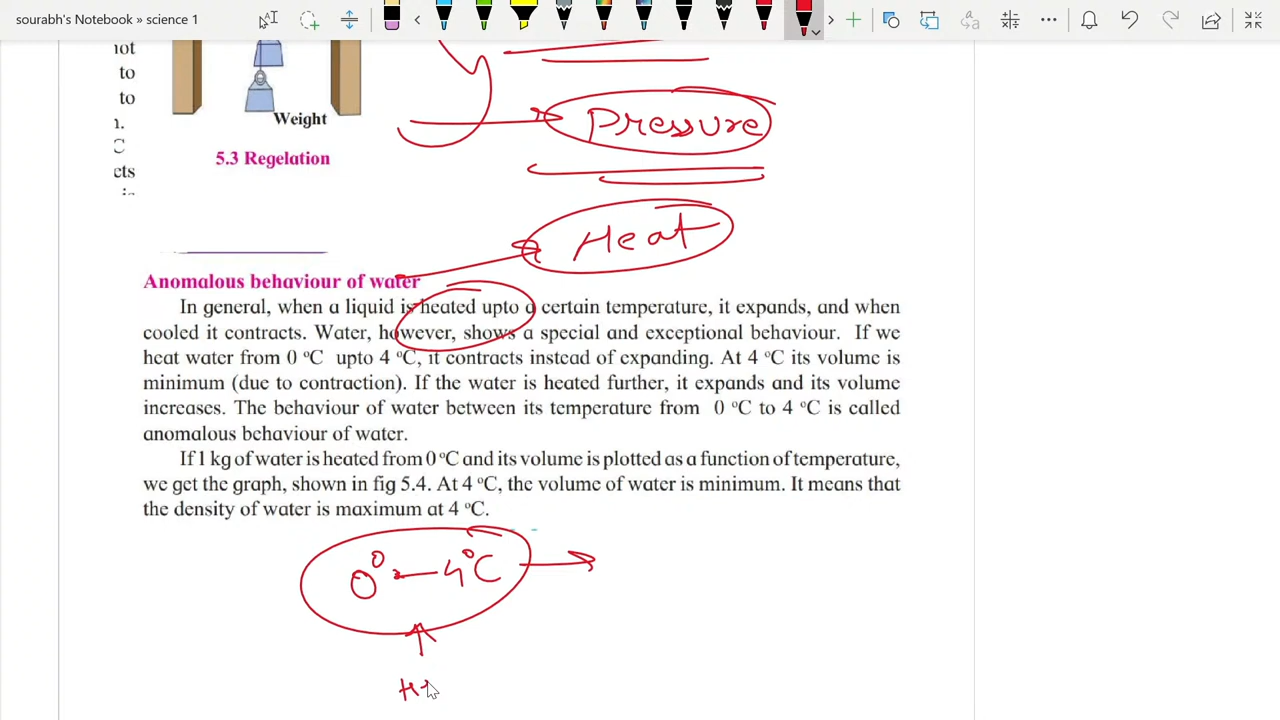 sourabh's Notebook » science 1
not
to
to
n.
C
cts
is
Weight
5.3 Regelation
Pressure
Heat
Anomalous behaviour of water
In general, when a liquid is heated upto a certain temperature, it expands, and when
cooled it contracts. Water, however, shows a special and exceptional behaviour. If we
heat water from 0 °C upto 4 °C, it contracts instead of expanding. At 4 °C its volume is
minimum (due to contraction). If the water is heated further, it expands and its volume
increases. The behaviour of water between its temperature from 0 °C to 4 °C is called
anomalous behaviour of water.
If 1 kg of water is heated from 0 °C and its volume is plotted as a function of temperature,
we get the graph, shown in fig 5.4. At 4 °C, the volume of water is minimum. It means that
the density of water is maximum at 4 °C.
0° — 4°C